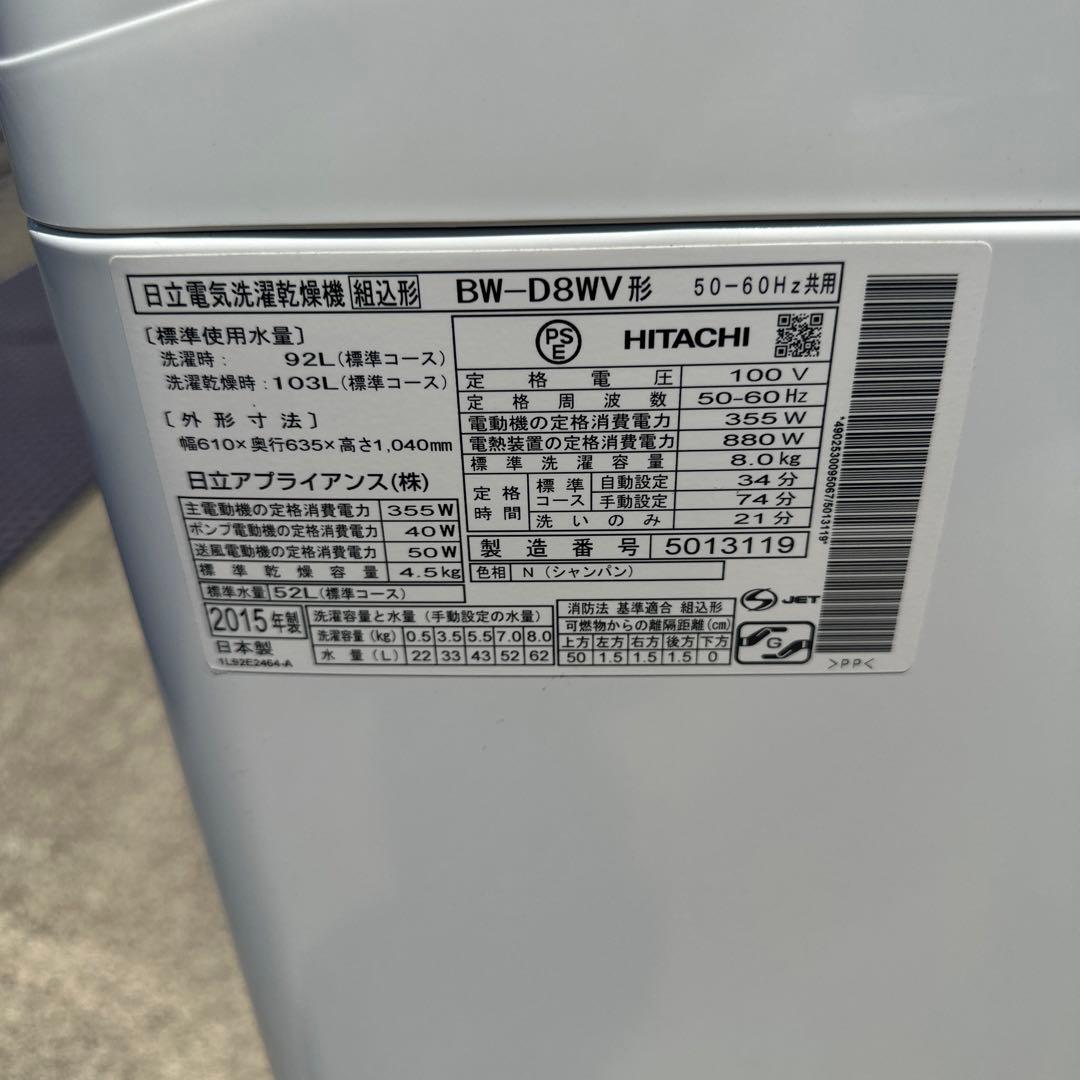 日立電気洗濯乾燥機 組込形 BW-D8WV形 50-60Hz共用
［標準使用水量］
洗濯時： 92L（標準コース）
洗濯乾燥時：103L（標準コース）
［外形寸法］
幅610×奥行635×高さ1,040mm
日立アプライアンス（株）
主電動機の定格消費電力 355W
ポンプ電動機の定格消費電力 40W
送風電動機の定格消費電力 50W
標準乾燥容量 4.5kg
標準水量 52L（標準コース）
PSE HITACHI
定格電圧 100V
定格周波数 50-60Hz
電動機の定格消費電力 355W
電熱装置の定格消費電力 880W
標準洗濯容量 8.0kg
定格時間 標準コース 自動設定 34分
手動設定 74分
洗いのみ 21分
製造番号 5013119
色相 N（シャンパン）
2015年製
日本製
1L92E2464-A
洗濯容量と水量（手動設定の水量）
洗濯容量（kg） 0.5 3.5 5.5 7.0 8.0
水量（L） 22 33 43 52 62
消防法 基準適合 組込形
可燃物からの離隔距離（cm）
上方 左方 右方 後方 下方
50 1.5 1.5 1.5 0
S JET
G
*4902530095067/5013119*
>PP<